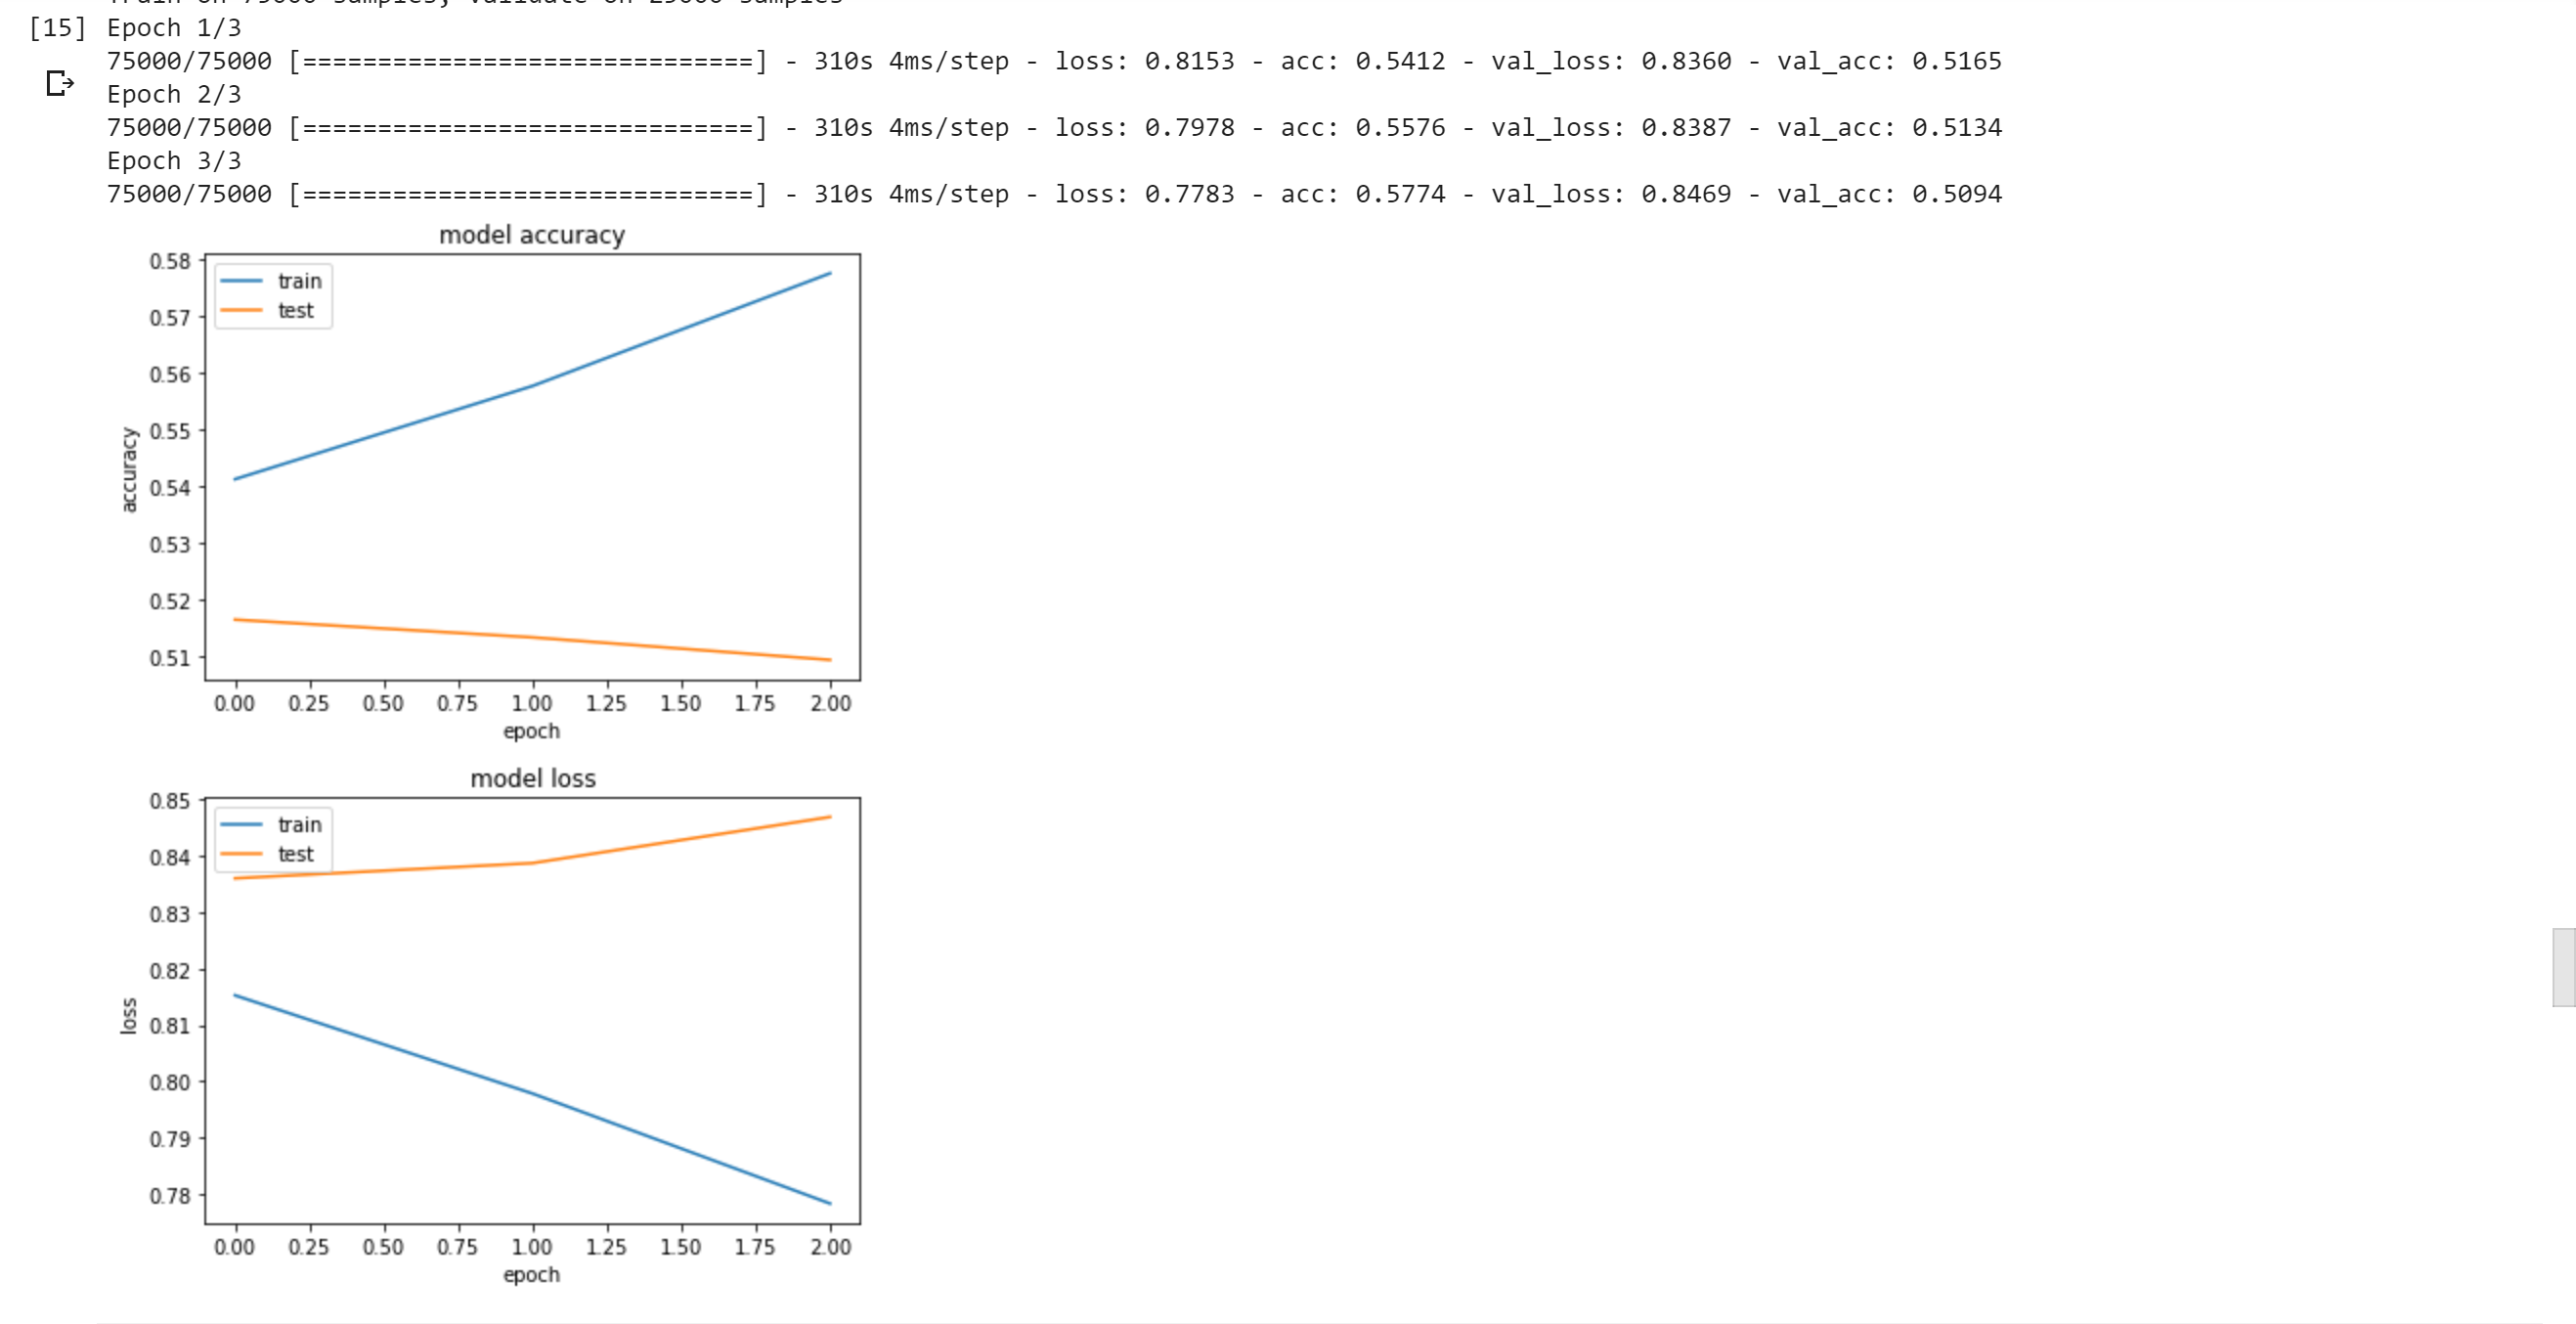 [15] Epoch 1/3
75000/75000 [==============================] - 310s 4ms/step - loss: 0.8153 - acc: 0.5412 - val_loss: 0.8360 - val_acc: 0.5165
Epoch 2/3
75000/75000 [==============================] - 310s 4ms/step - loss: 0.7978 - acc: 0.5576 - val_loss: 0.8387 - val_acc: 0.5134
Epoch 3/3
75000/75000 [==============================] - 310s 4ms/step - loss: 0.7783 - acc: 0.5774 - val_loss: 0.8469 - val_acc: 0.5094
model accuracy
train
test
0.58
0.57
0.56
0.55
0.54
0.53
0.52
0.51
accuracy
0.00 0.25 0.50 0.75 1.00 1.25 1.50 1.75 2.00
epoch
model loss
train
test
0.85
0.84
0.83
0.82
0.81
0.80
0.79
0.78
loss
0.00 0.25 0.50 0.75 1.00 1.25 1.50 1.75 2.00
epoch